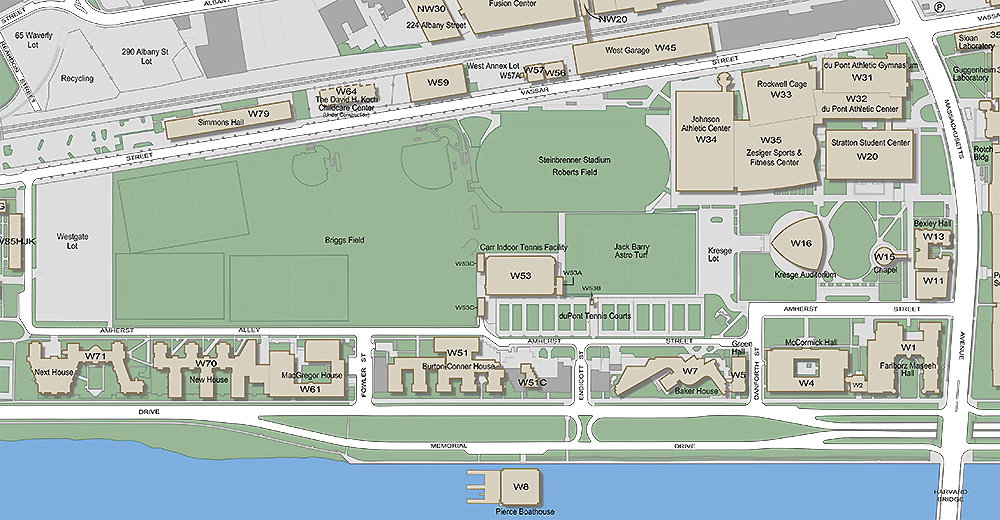 STREET
ALBANY
NW30
224 Albany Street
Fusion Center
NW20
P
VASSAR
65 Waverly
Lot
290 Albany St
Lot
Recycling
REARDON STREET
West Garage W45
STREET
West Annex Lot
W57A
W57
W56
W59
VASSAR
W64
The David H. Koch
Childcare Center
(Under Construction)
W79
Simmons Hall
STREET
du Pont Athletic Gymnasium
W31
Rockwell Cage
W33
W32
du Pont Athletic Center
Johnson
Athletic Center
W34
W35
Zesiger Sports &
Fitness Center
Stratton Student Center
W20
Sloan
Laboratory
35
Guggenheim
Laboratory
MASSACHUSETTS
Rotch
Bldg
Steinbrenner Stadium
Roberts Field
Westgate
Lot
W85HJK
Briggs Field
Carr Indoor Tennis Facility
W53D
W53
W53A
W53B
W53C
Jack Barry
Astro Turf
duPont Tennis Courts
Kresge
Lot
W16
Kresge Auditorium
W15
Chapel
Bexley Hall
W13
W11
AMHERST
ALLEY
AMHERST
STREET
AMHERST
STREET
W71
Next House
W70
New House
MacGregor House
W61
FOWLER ST
W51
Burton-Conner House
W51C
ENDICOTT ST
W7
Baker House
Green
Hall
W5
DANFORTH ST
McCormick Hall
W4
W2
W1
Fariborz Maseeh
Hall
AVENUE
DRIVE
MEMORIAL
DRIVE
W8
Pierce Boathouse
HARVARD
BRIDGE